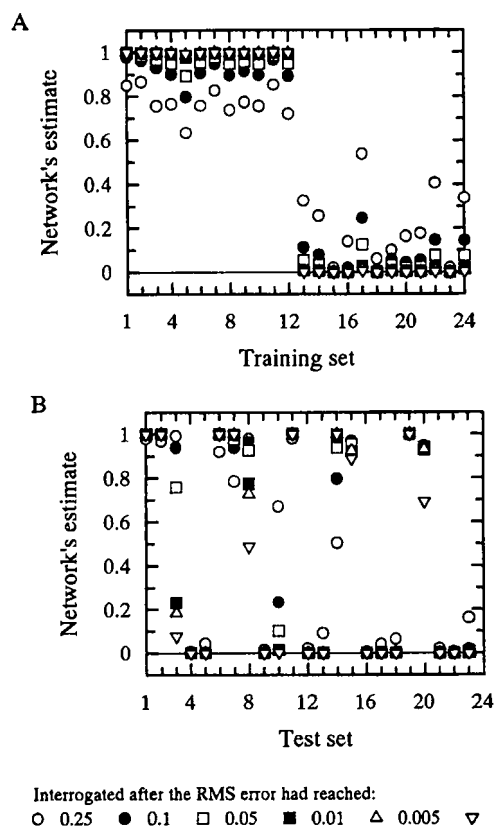 A
Network's estimate
1
0.8
0.6
0.4
0.2
0
1 4 8 12 16 20 24
Training set
B
Network's estimate
1
0.8
0.6
0.4
0.2
0
1 4 8 12 16 20 24
Test set
Interrogated after the RMS error had reached:
○ 0.25 ● 0.1 □ 0.05 ■ 0.01 △ 0.005 ▽